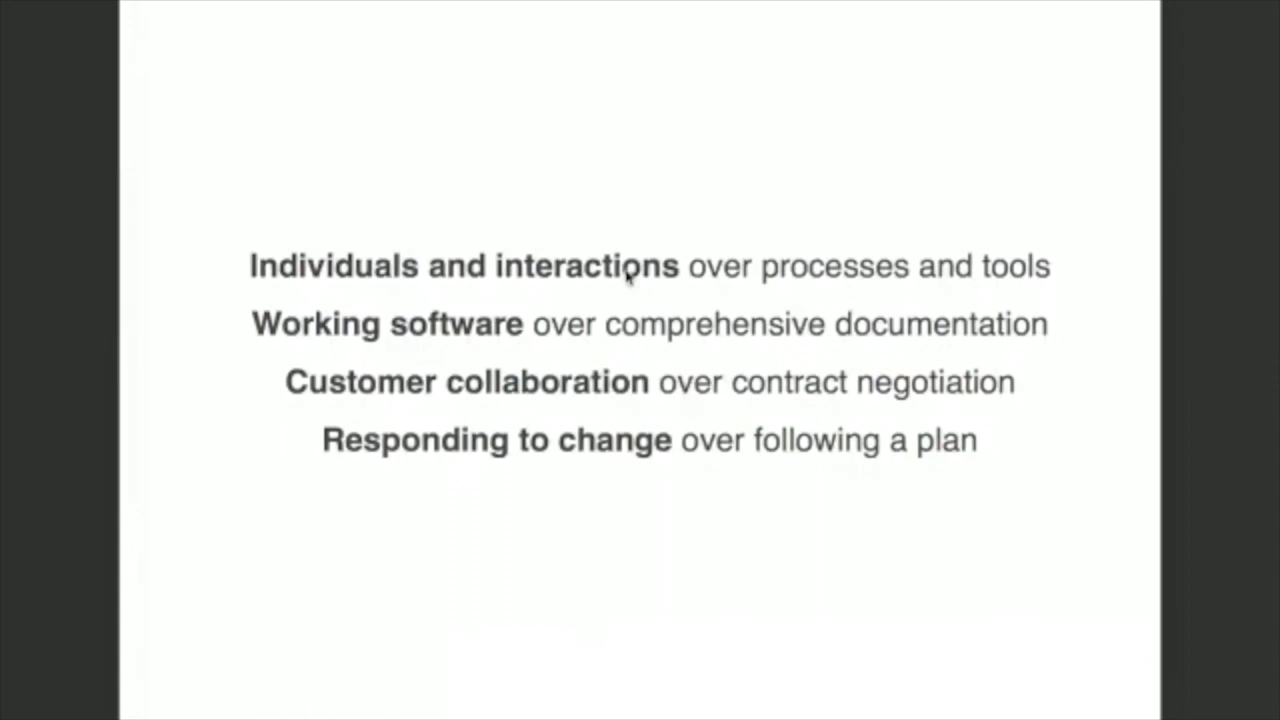 Individuals and interactions over processes and tools
Working software over comprehensive documentation
Customer collaboration over contract negotiation
Responding to change over following a plan